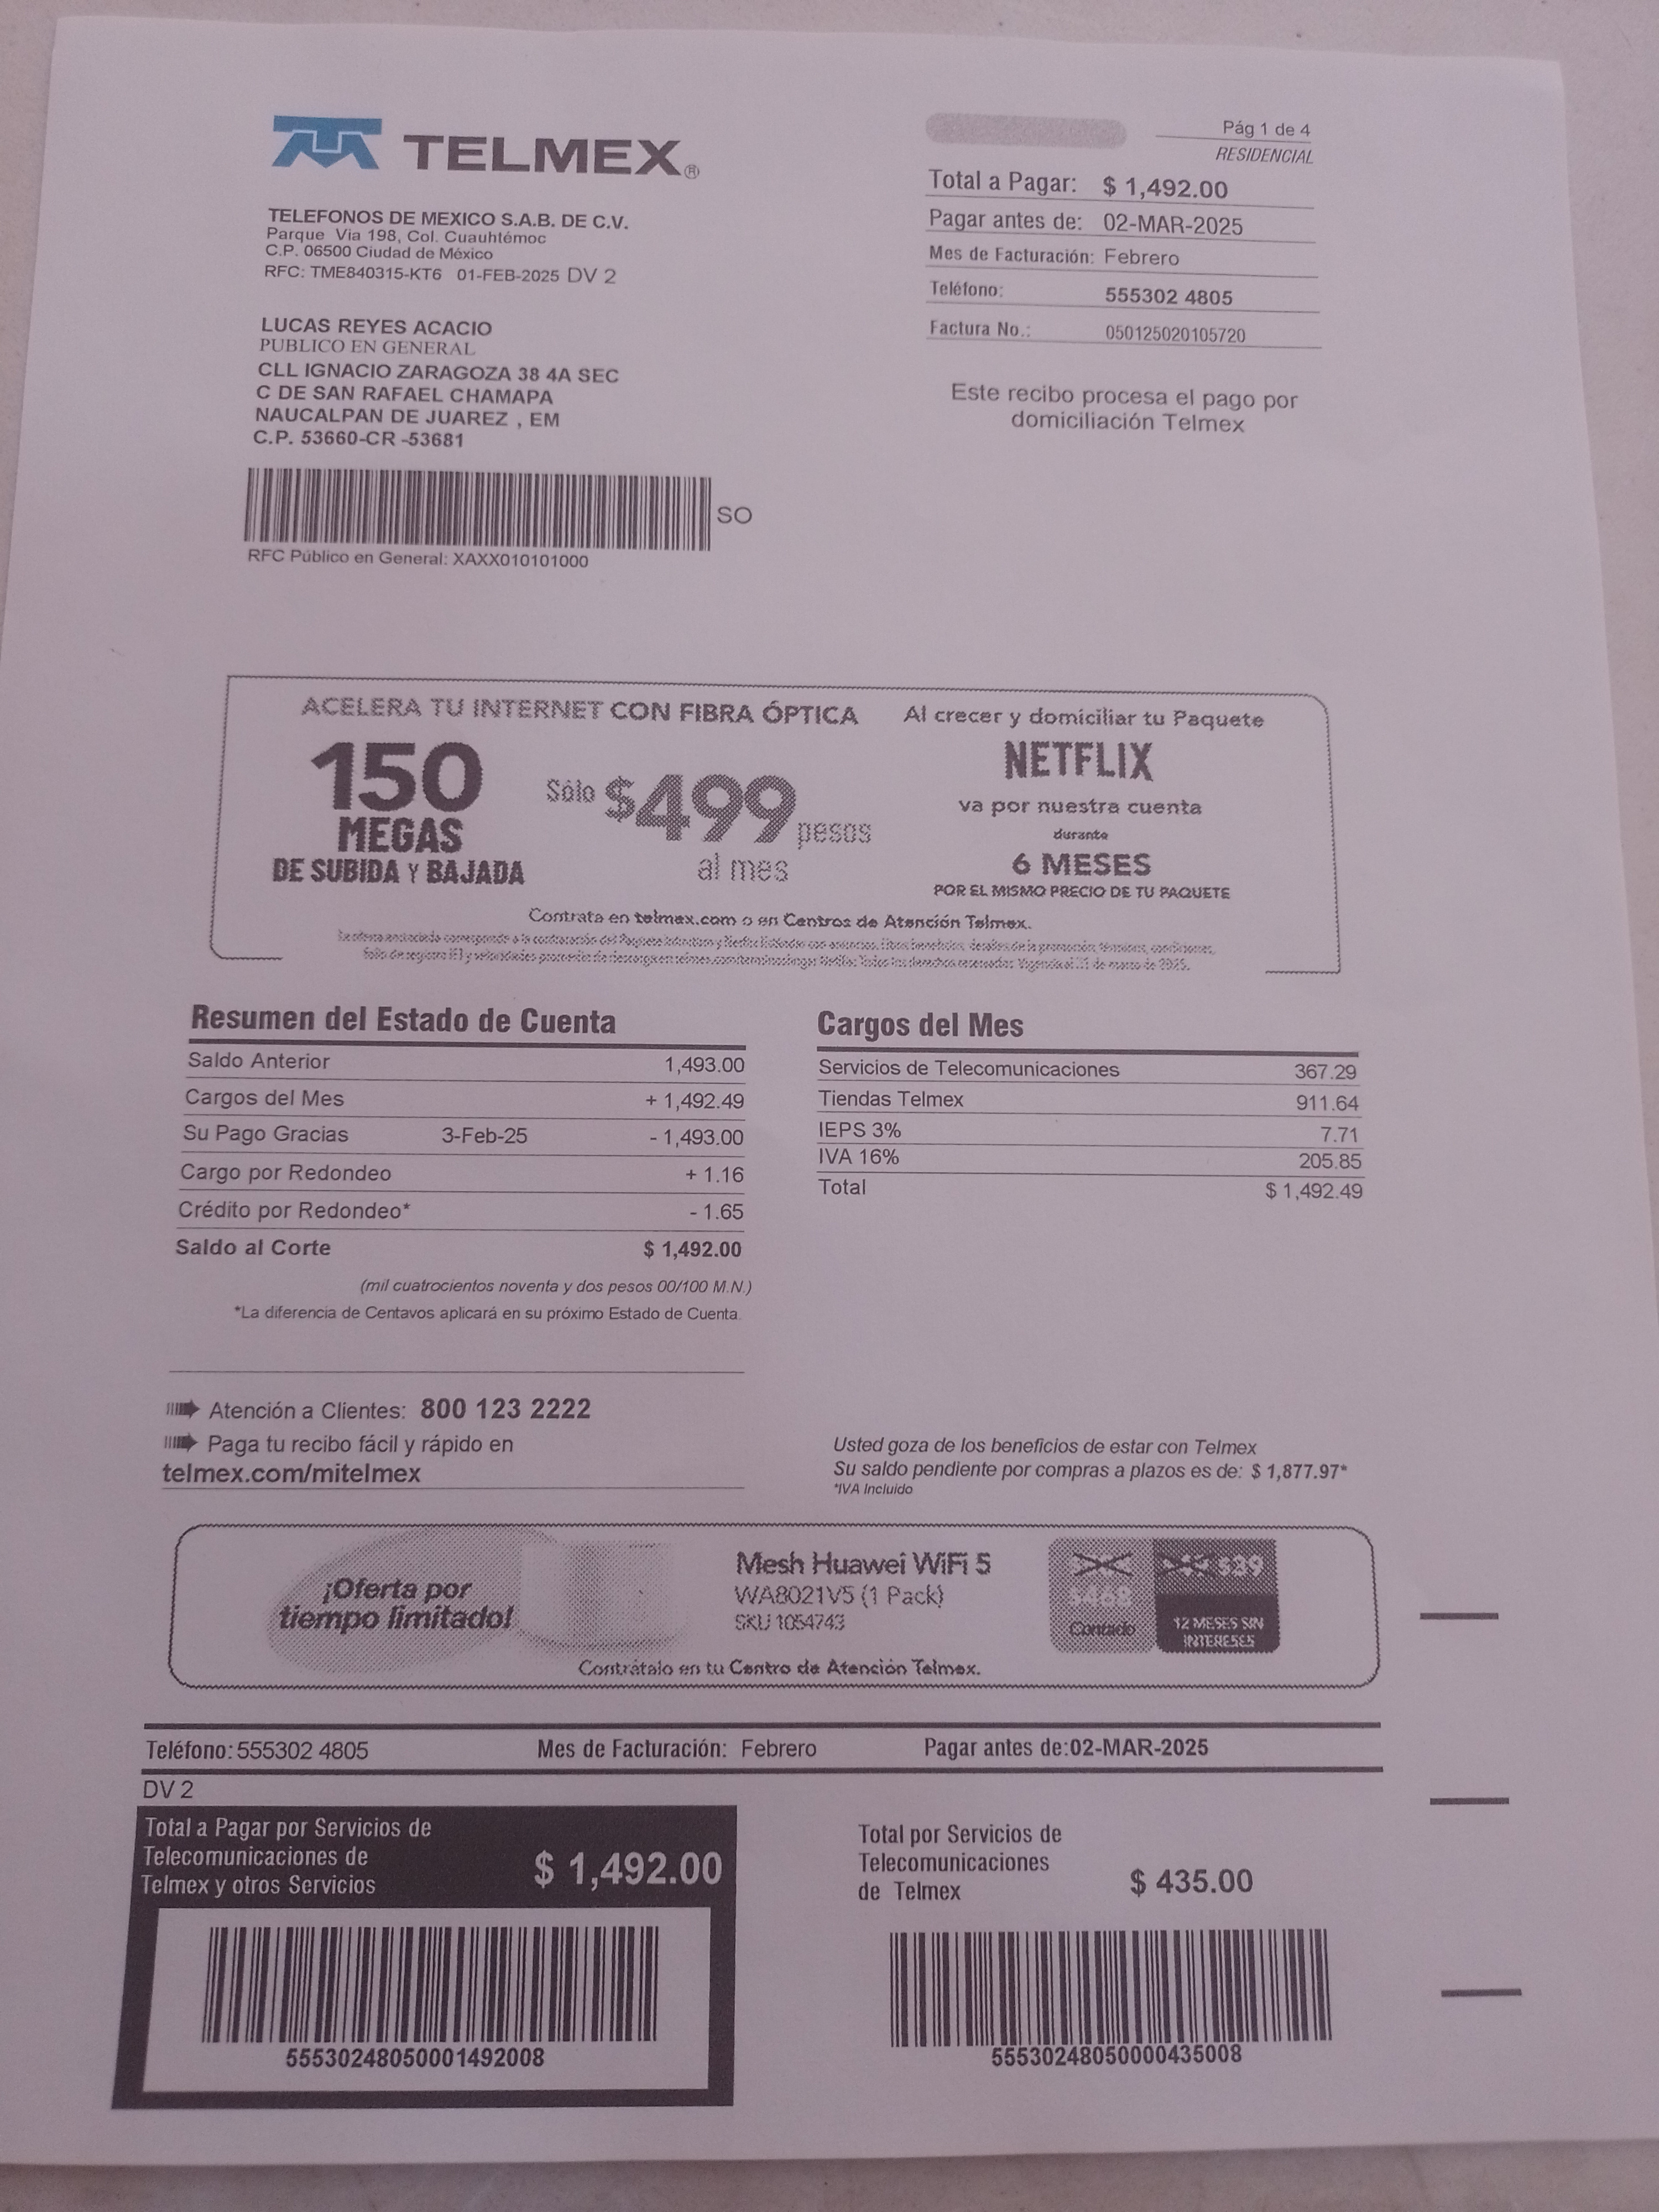 TELMEX®
Pág 1 de 4
RESIDENCIAL
Total a Pagar: $ 1,492.00
Pagar antes de: 02-MAR-2025
Mes de Facturación: Febrero
Teléfono: 555302 4805
Factura No.: 050125020105720
TELEFONOS DE MEXICO S.A.B. DE C.V.
Parque Via 198, Col. Cuauhtémoc
C.P. 06500 Ciudad de México
RFC: TME840315-KT6 01-FEB-2025 DV 2
LUCAS REYES ACACIO
PUBLICO EN GENERAL
CLL IGNACIO ZARAGOZA 38 4A SEC
C DE SAN RAFAEL CHAMAPA
NAUCALPAN DE JUAREZ , EM
C.P. 53660-CR -53681
Este recibo procesa el pago por
domiciliación Telmex
SO
RFC Público en General: XAXX010101000
ACELERA TU INTERNET CON FIBRA ÓPTICA
150
MEGAS
DE SUBIDA Y BAJADA
Sólo $499 pesos
al mes
Al crecer y domiciliar tu Paquete
NETFLIX
va por nuestra cuenta
durante
6 MESES
POR EL MISMO PRECIO DE TU PAQUETE
Contrata en telmex.com o en Centros de Atención Telmex.
Resumen del Estado de Cuenta
Saldo Anterior 1,493.00
Cargos del Mes + 1,492.49
Su Pago Gracias 3-Feb-25 - 1,493.00
Cargo por Redondeo + 1.16
Crédito por Redondeo* - 1.65
Saldo al Corte $ 1,492.00
(mil cuatrocientos noventa y dos pesos 00/100 M.N.)
*La diferencia de Centavos aplicará en su próximo Estado de Cuenta.
Cargos del Mes
Servicios de Telecomunicaciones 367.29
Tiendas Telmex 911.64
IEPS 3% 7.71
IVA 16% 205.85
Total $ 1,492.49
Atención a Clientes: 800 123 2222
Paga tu recibo fácil y rápido en
telmex.com/mitelmex
Usted goza de los beneficios de estar con Telmex
Su saldo pendiente por compras a plazos es de: $ 1,877.97*
*IVA Incluido
¡Oferta por
tiempo limitado!
Mesh Huawei WiFi 5
WA8021V5 (1 Pack)
SKU 1054743
$468
Contado
$39
12 MESES SIN
INTERESES
Contrátalo en tu Centro de Atención Telmex.
Teléfono: 555302 4805 Mes de Facturación: Febrero Pagar antes de:02-MAR-2025
DV 2
Total a Pagar por Servicios de
Telecomunicaciones de
Telmex y otros Servicios
$ 1,492.00
55530248050001492008
Total por Servicios de
Telecomunicaciones
de Telmex
$ 435.00
55530248050000435008